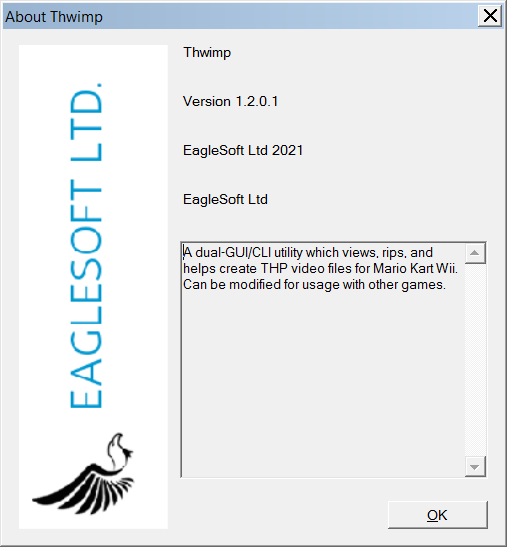 About Thwimp
EAGLESOFT LTD.
Thwimp
Version 1.2.0.1
EagleSoft Ltd 2021
EagleSoft Ltd
A dual-GUI/CLI utility which views, rips, and
helps create THP video files for Mario Kart Wii.
Can be modified for usage with other games.
OK